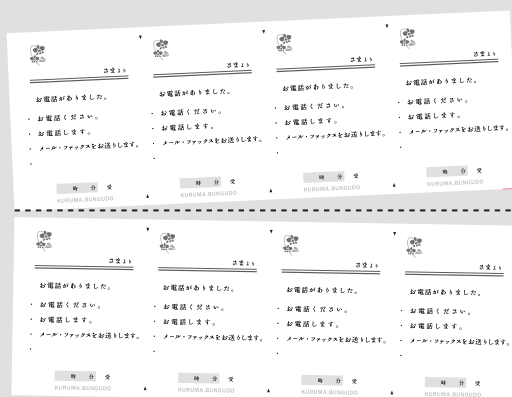 さまより
お電話がありました。
・ お電話ください。
・ お電話します。
・ メール・ファックスをお送りします。
・
時 分 受
KURUMA.BUNGUDO
さまより
お電話がありました。
・ お電話ください。
・ お電話します。
・ メール・ファックスをお送りします。
・
時 分 受
KURUMA.BUNGUDO
さまより
お電話がありました。
・ お電話ください。
・ お電話します。
・ メール・ファックスをお送りします。
・
時 分 受
KURUMA.BUNGUDO
さまより
お電話がありました。
・ お電話ください。
・ お電話します。
・ メール・ファックスをお送りします。
・
時 分 受
KURUMA.BUNGUDO
さまより
お電話がありました。
・ お電話ください。
・ お電話します。
・ メール・ファックスをお送りします。
・
時 分 受
KURUMA.BUNGUDO
さまより
お電話がありました。
・ お電話ください。
・ お電話します。
・ メール・ファックスをお送りします。
・
時 分 受
KURUMA.BUNGUDO
さまより
お電話がありました。
・ お電話ください。
・ お電話します。
・ メール・ファックスをお送りします。
・
時 分 受
KURUMA.BUNGUDO
さまより
お電話がありました。
・ お電話ください。
・ お電話します。
・ メール・ファックスをお送りします。
・
時 分 受
KURUMA.BUNGUDO